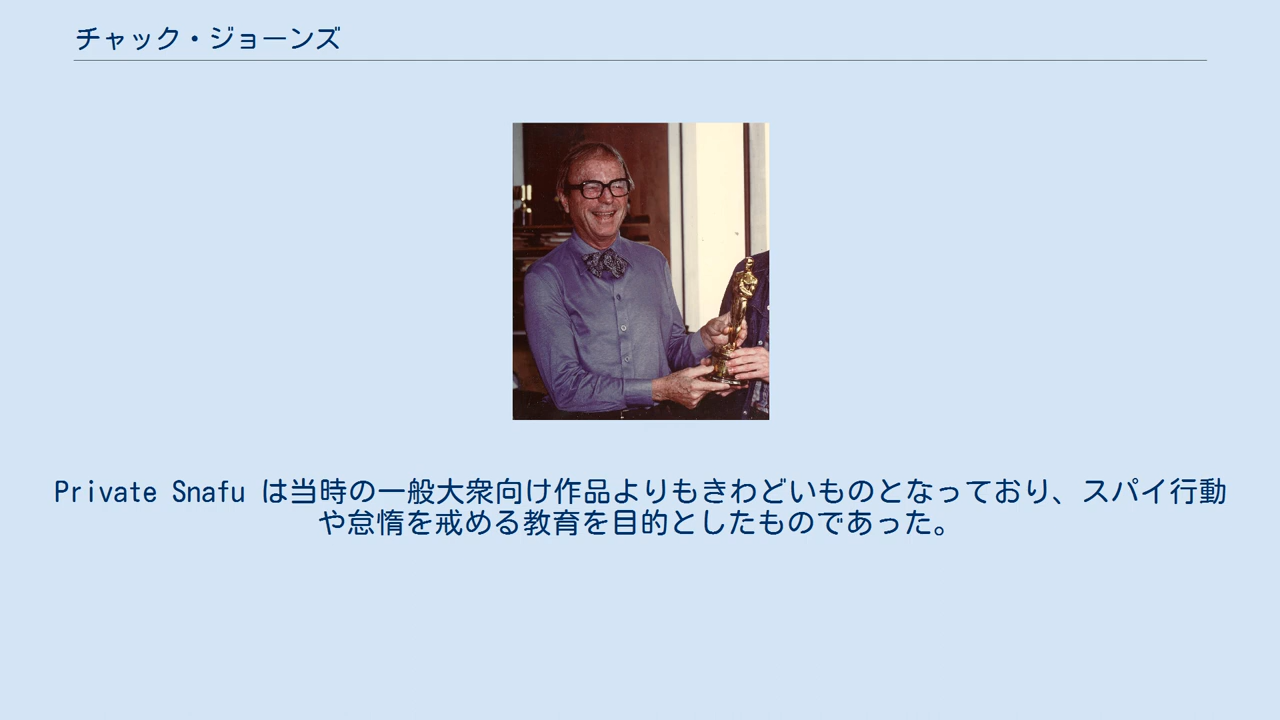 チャック・ジョーンズ
Private Snafu は当時の一般大衆向け作品よりもきわどいものとなっており、スパイ行動
や怠惰を戒める教育を目的としたものであった。